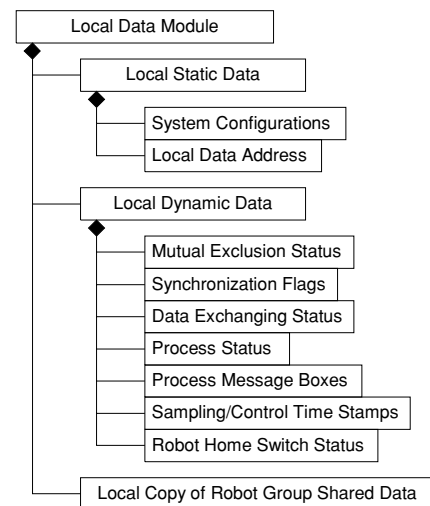 Local Data Module
Local Static Data
System Configurations
Local Data Address
Local Dynamic Data
Mutual Exclusion Status
Synchronization Flags
Data Exchanging Status
Process Status
Process Message Boxes
Sampling/Control Time Stamps
Robot Home Switch Status
Local Copy of Robot Group Shared Data